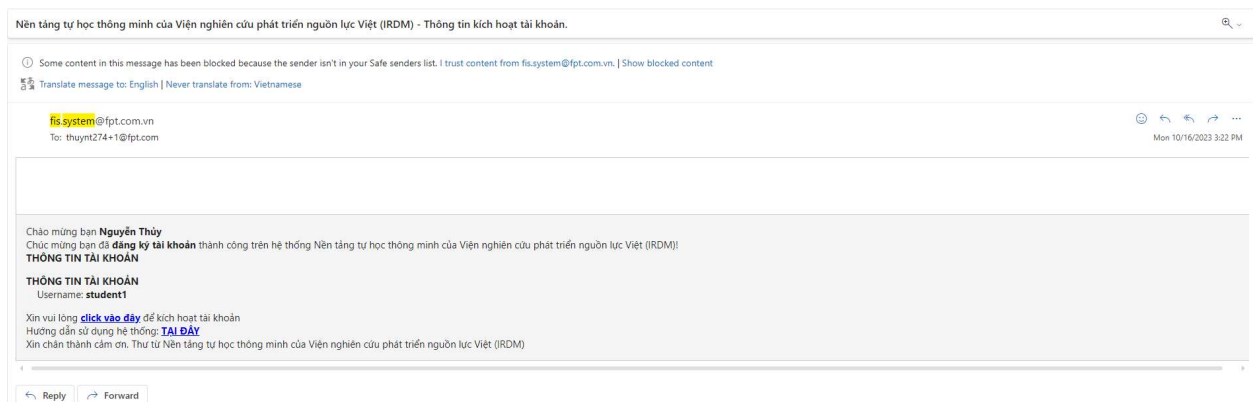 Nền tảng tự học thông minh của Viện nghiên cứu phát triển nguồn lực Việt (IRDM) - Thông tin kích hoạt tài khoản.
Some content in this message has been blocked because the sender isn't in your Safe senders list. I trust content from fis.system@fpt.com.vn. | Show blocked content
Translate message to: English | Never translate from: Vietnamese
fis.system@fpt.com.vn
To: thuynt274+1@fpt.com
Mon 10/16/2023 3:22 PM
Chào mừng bạn Nguyễn Thủy
Chúc mừng bạn đã đăng ký tài khoản thành công trên hệ thống Nền tảng tự học thông minh của Viện nghiên cứu phát triển nguồn lực Việt (IRDM)!
THÔNG TIN TÀI KHOẢN
THÔNG TIN TÀI KHOẢN
Username: student1
Xin vui lòng click vào đây để kích hoạt tài khoản
Hướng dẫn sử dụng hệ thống: TẠI ĐÂY
Xin chân thành cảm ơn. Thư từ Nền tảng tự học thông minh của Viện nghiên cứu phát triển nguồn lực Việt (IRDM)
Reply Forward